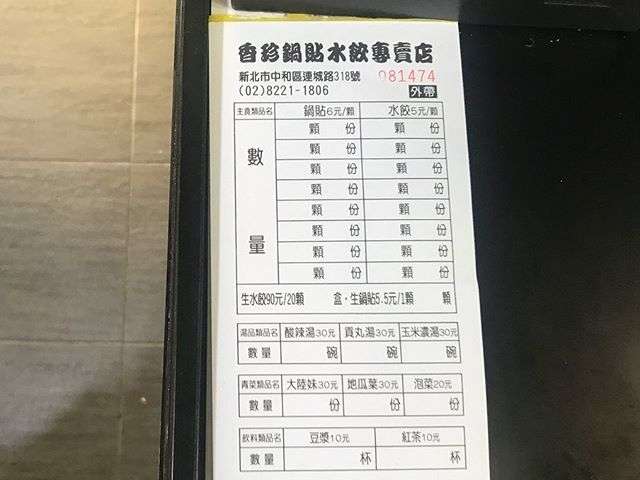 香珍鍋貼水餃專賣店
新北市中和區連城路318號 081474
(02)8221-1806 外帶
主食類品名 鍋貼6元/顆 水餃5元/顆
數量
顆 份 顆 份
顆 份 顆 份
顆 份 顆 份
顆 份 顆 份
顆 份 顆 份
顆 份 顆 份
顆 份 顆 份
顆 份 顆 份
生水餃90元/20顆 盒・生鍋貼5.5元/1顆 顆
湯品類品名 酸辣湯30元 貢丸湯30元 玉米濃湯30元
數量 碗 碗 碗
青菜類品名 大陸妹30元 地瓜葉30元 泡菜20元
數量 份 份 份
飲料類品名 豆漿10元 紅茶10元
數量 杯 杯